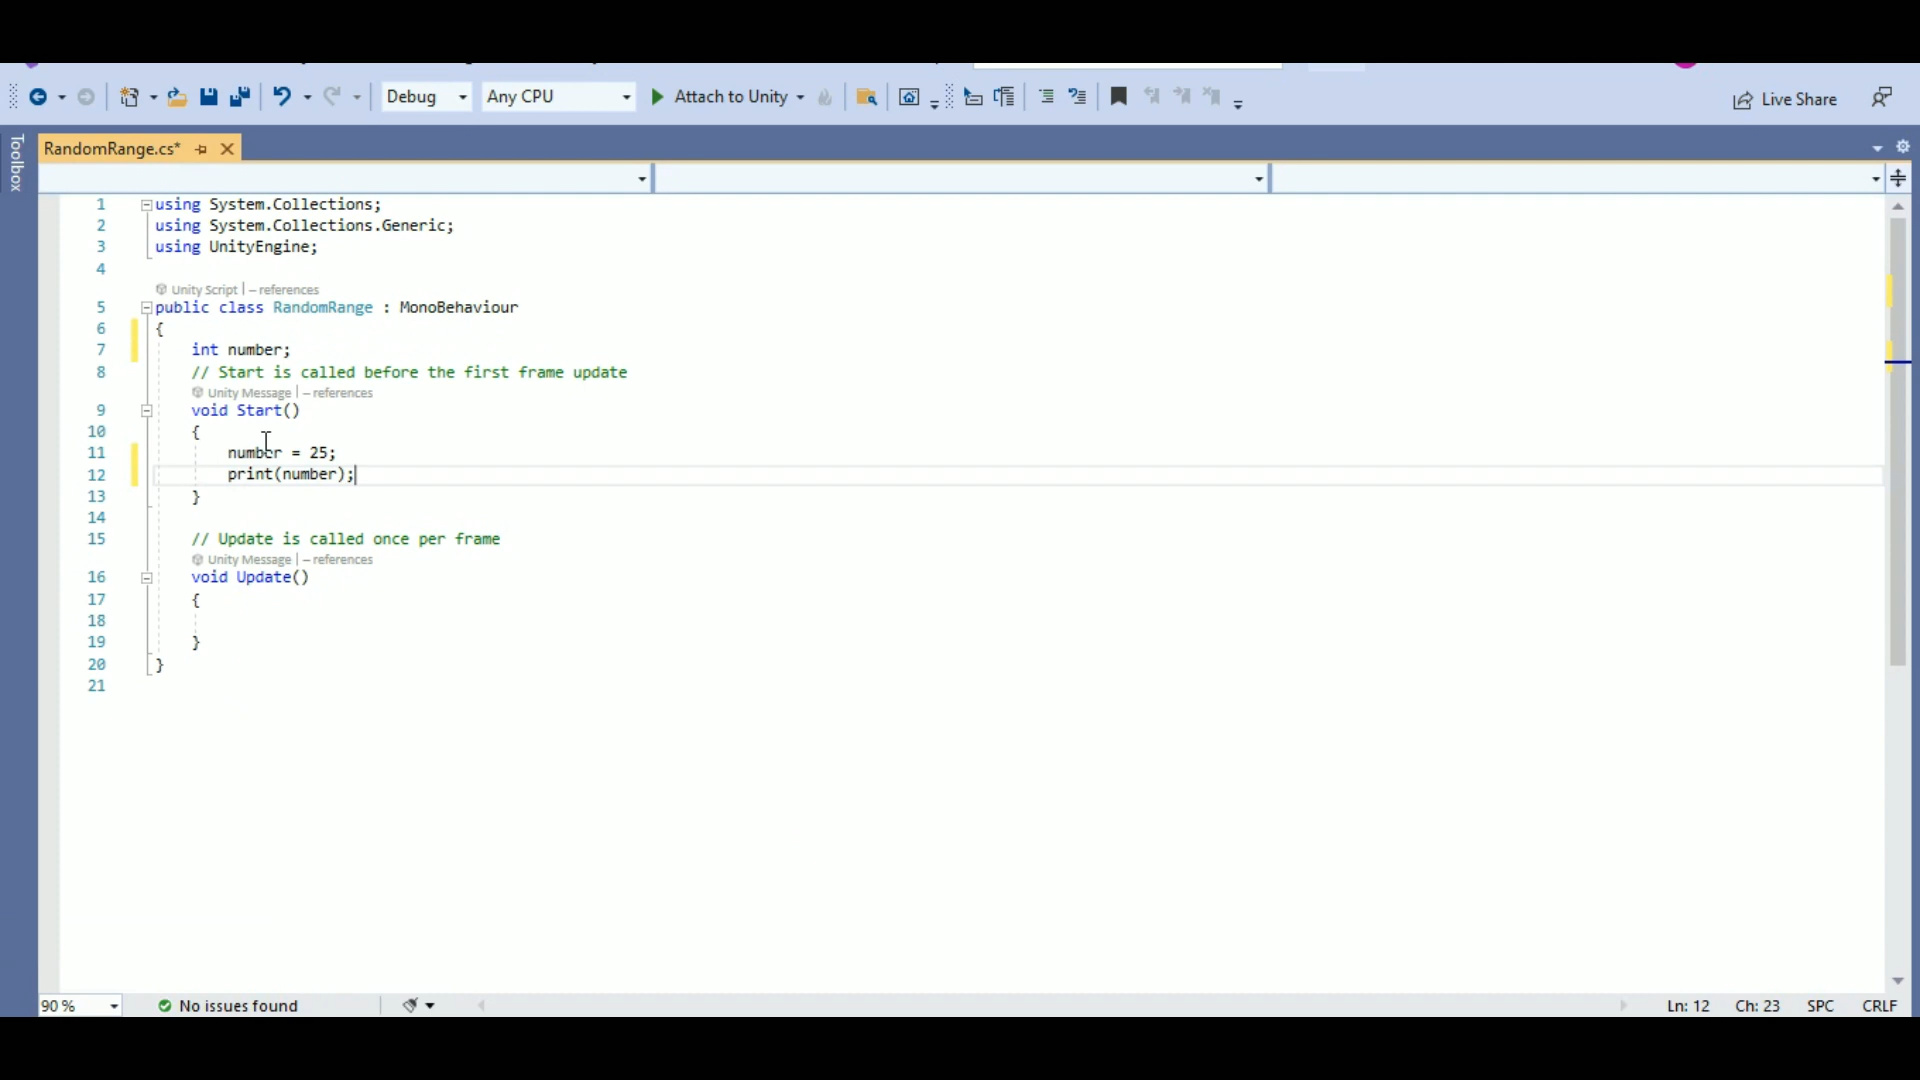 Debug
Any CPU
Attach to Unity
Live Share
Toolbox
RandomRange.cs*
1 using System.Collections;
2 using System.Collections.Generic;
3 using UnityEngine;
4
Unity Script | – references
5 public class RandomRange : MonoBehaviour
6 {
7 int number;
8 // Start is called before the first frame update
Unity Message | – references
9 void Start()
10 {
11 number = 25;
12 print(number);
13 }
14
15 // Update is called once per frame
Unity Message | – references
16 void Update()
17 {
18
19 }
20 }
21
90 %
No issues found
Ln: 12 Ch: 23 SPC CRLF